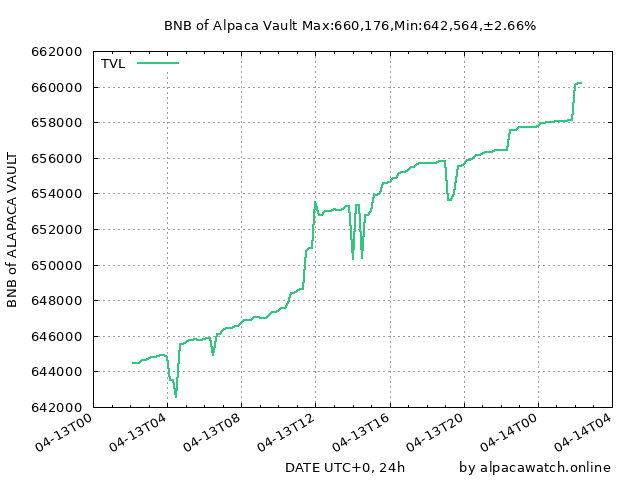 BNB of Alpaca Vault Max:660,176,Min:642,564,±2.66%
662000
660000
658000
656000
654000
652000
650000
648000
646000
644000
642000
TVL
BNB of ALAPACA VAULT
04-13T00
04-13T04
04-13T08
04-13T12
04-13T16
04-13T20
04-14T00
04-14T04
DATE UTC+0, 24h
by alpacawatch.online